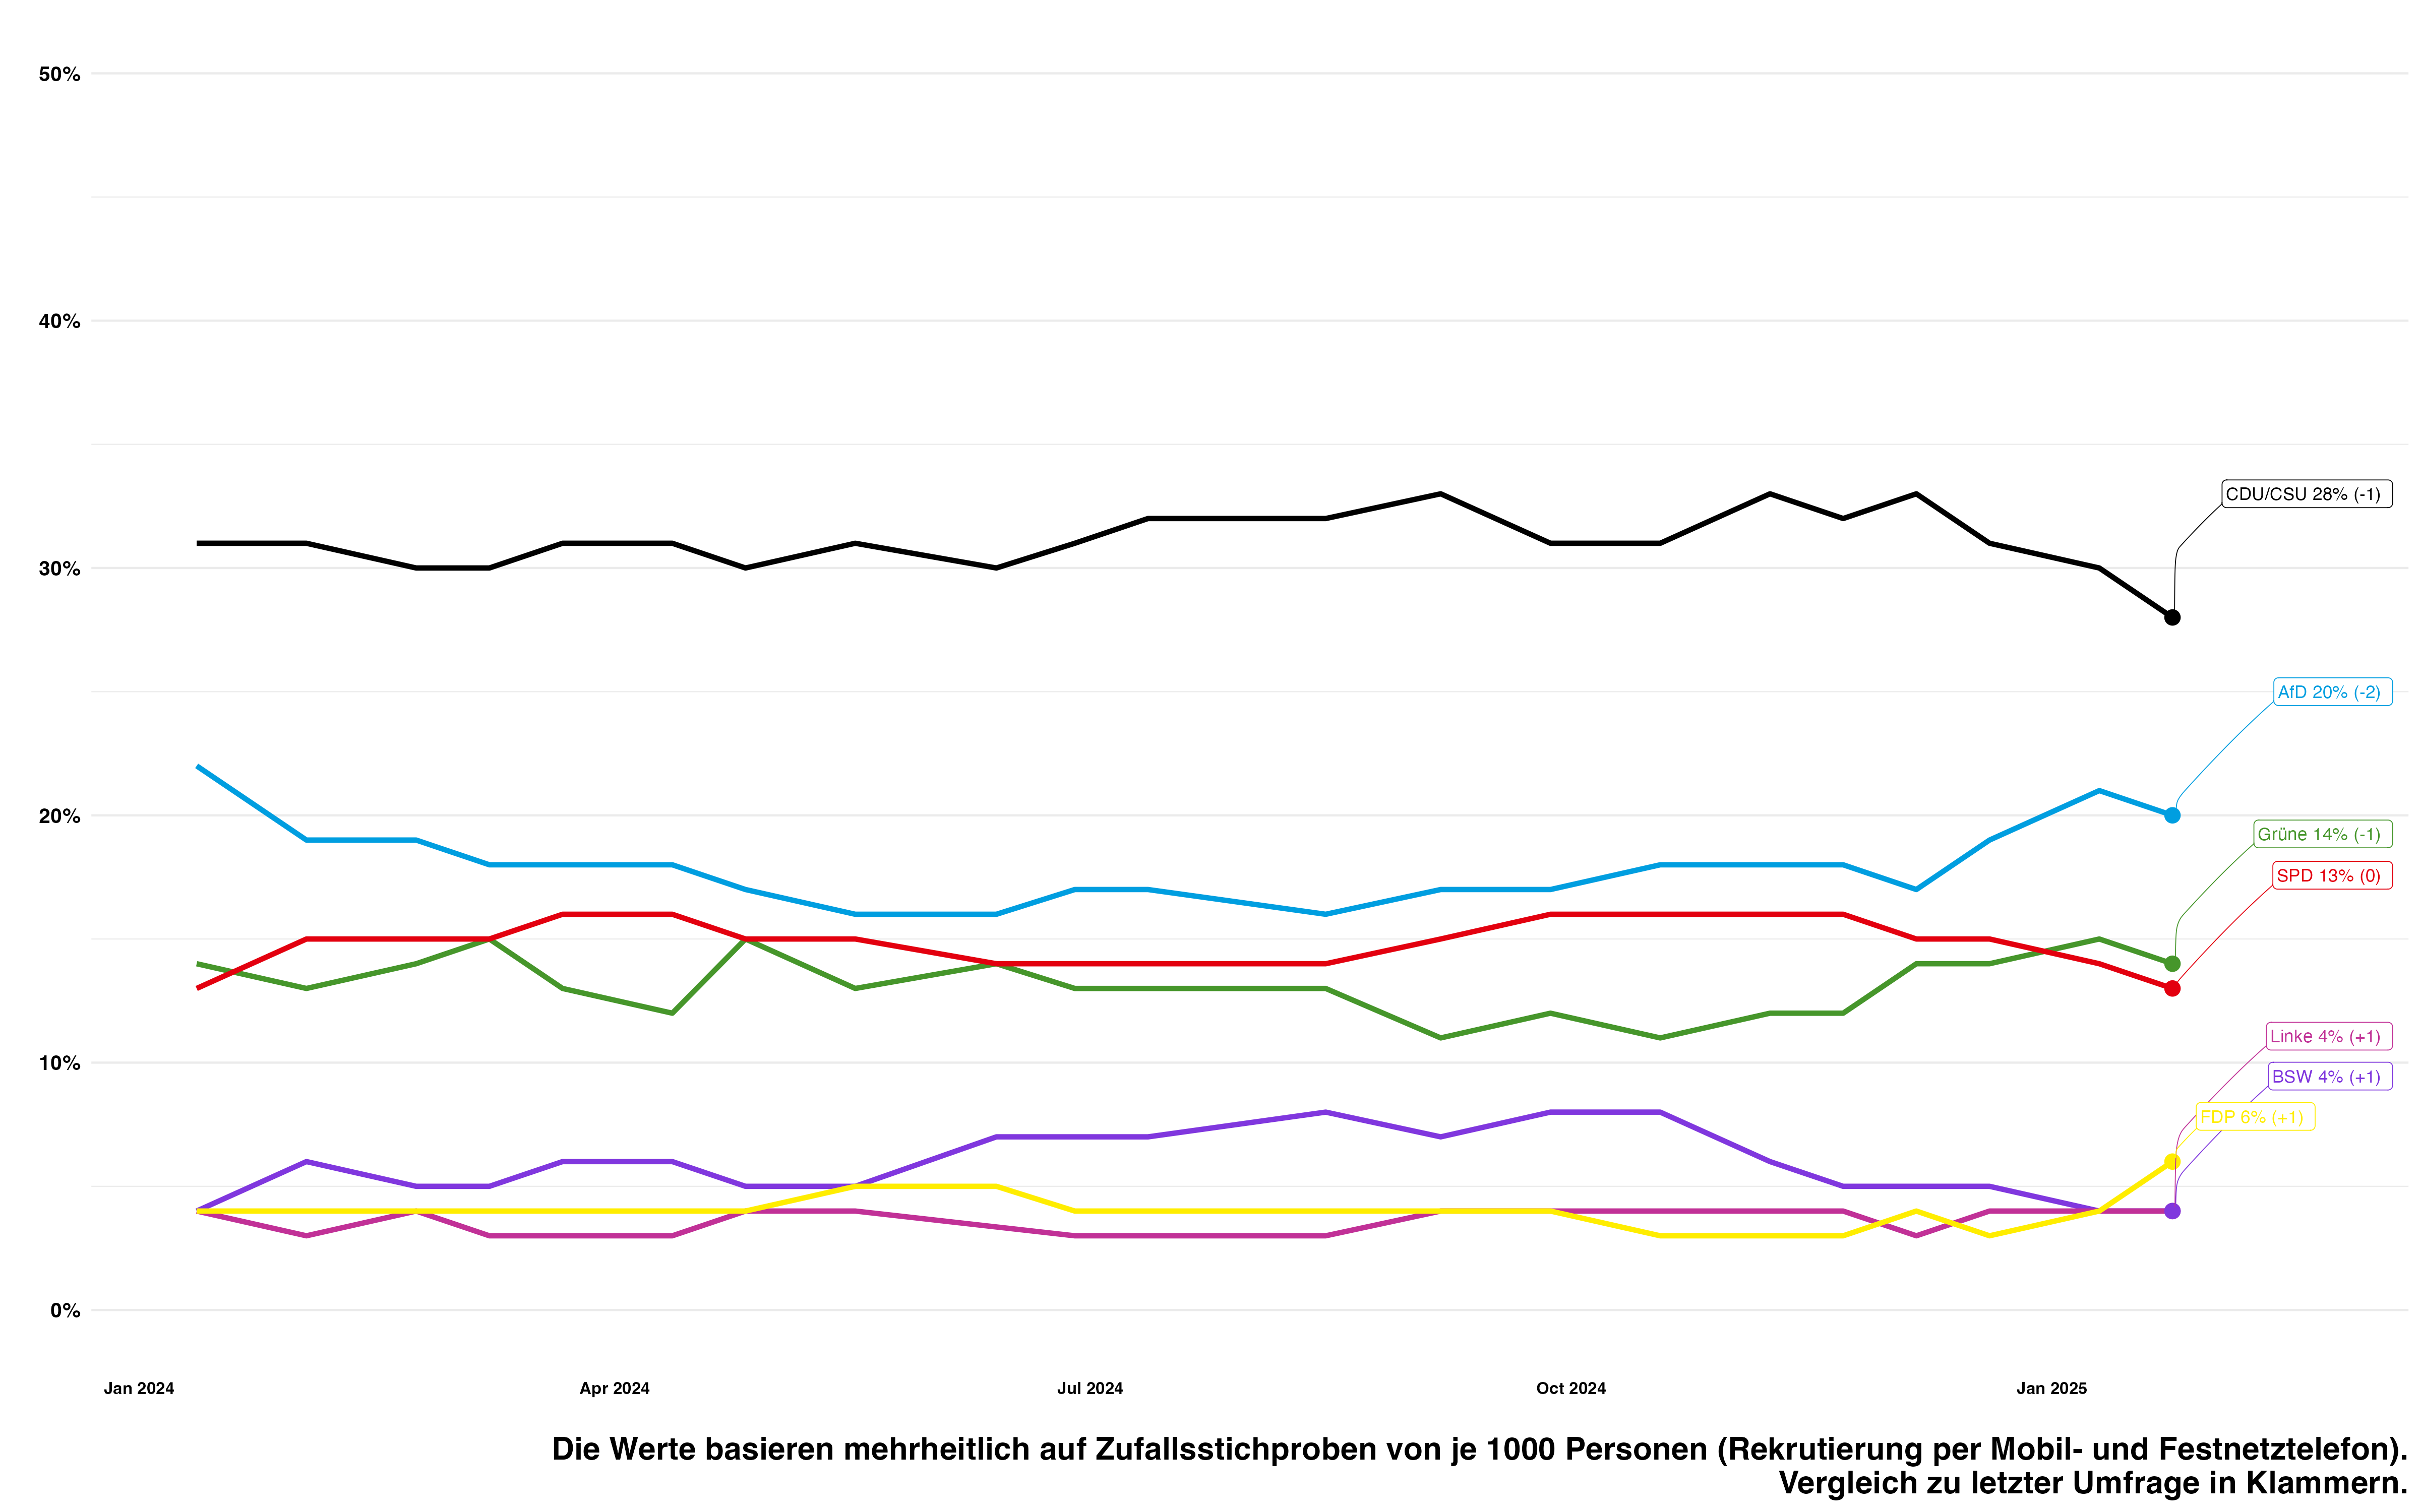 50%
40%
30%
20%
10%
0%
CDU/CSU 28% (-1)
AfD 20% (-2)
Grüne 14% (-1)
SPD 13% (0)
Linke 4% (+1)
BSW 4% (+1)
FDP 6% (+1)
Jan 2024
Apr 2024
Jul 2024
Oct 2024
Jan 2025
Die Werte basieren mehrheitlich auf Zufallsstichproben von je 1000 Personen (Rekrutierung per Mobil- und Festnetztelefon).
Vergleich zu letzter Umfrage in Klammern.